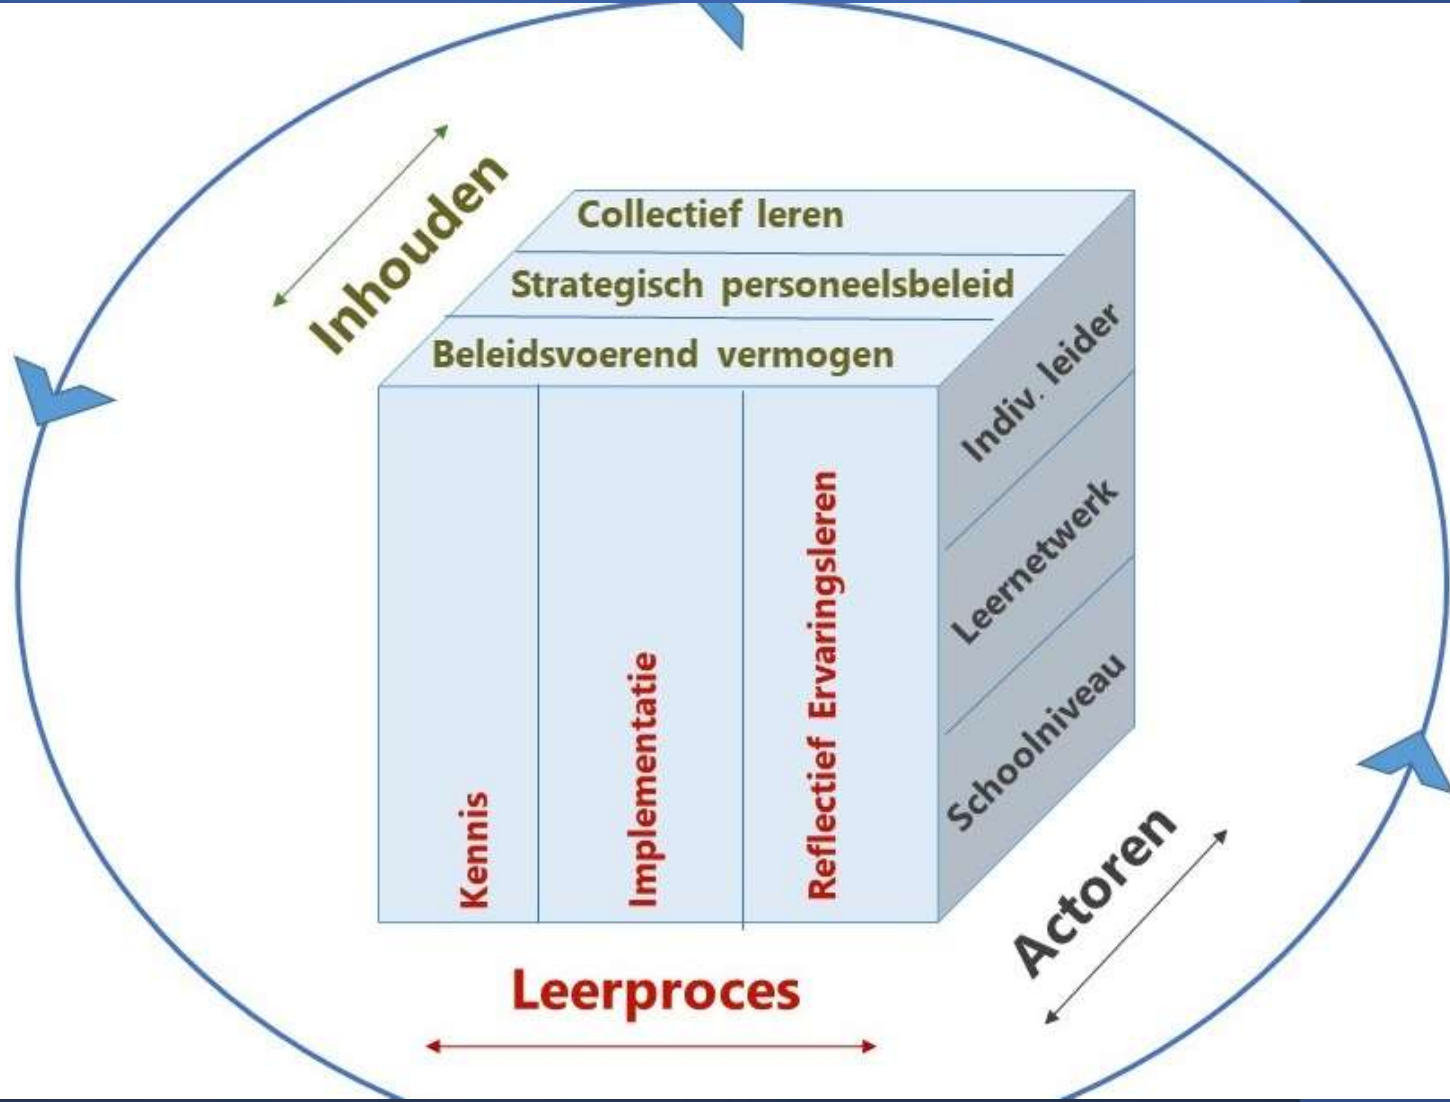 Inhouden
Collectief leren
Strategisch personeelsbeleid
Beleidsvoerend vermogen
Indiv. leider
Leernetwerk
Schoolniveau
Kennis
Implementatie
Reflectief Ervaringsleren
Leerproces
Actoren